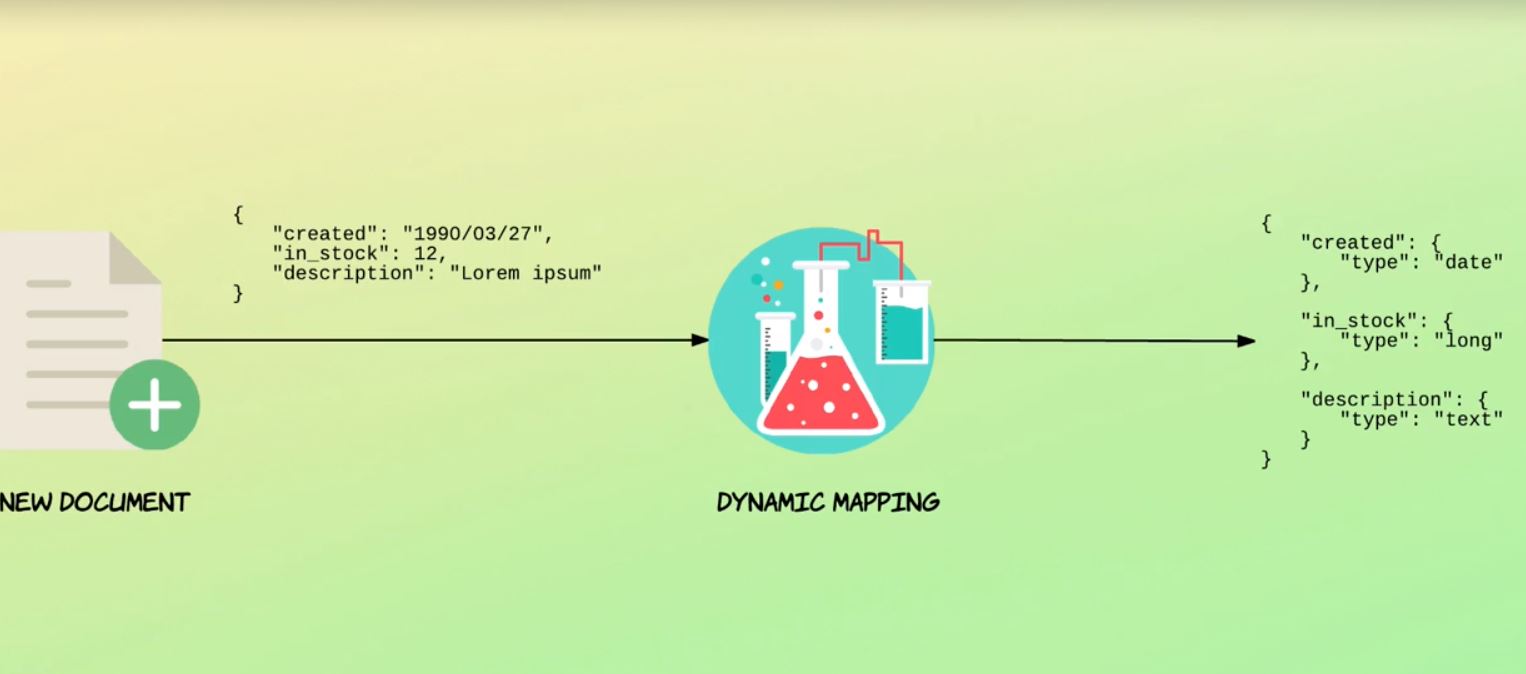 {
"created": "1990/03/27",
"in_stock": 12,
"description": "Lorem ipsum"
}
NEW DOCUMENT
DYNAMIC MAPPING
{
"created": {
"type": "date"
},
"in_stock": {
"type": "long"
},
"description": {
"type": "text"
}
}